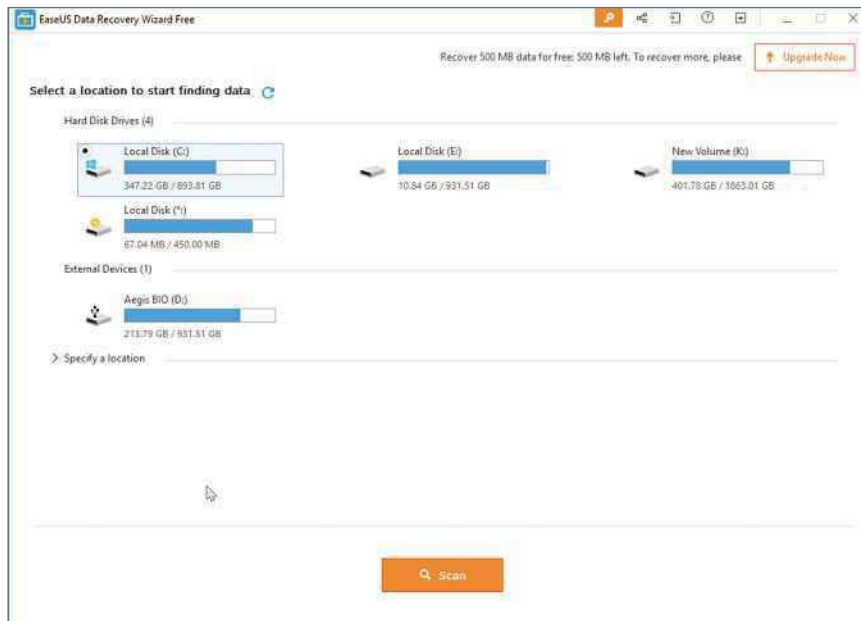 EaseUS Data Recovery Wizard Free
Recover 500 MB data for free: 500 MB left. To recover more, please Upgrade Now
Select a location to start finding data
Hard Disk Drives (4)
Local Disk (C:) Local Disk (E:) New Volume (K:)
347.22 GB / 893.81 GB 10.84 GB / 931.51 GB 401.78 GB / 1863.01 GB
Local Disk (*:)
67.04 MB / 450.00 MB
External Devices (1)
Aegis BIO (D:)
213.79 GB / 931.51 GB
Specify a location
Scan